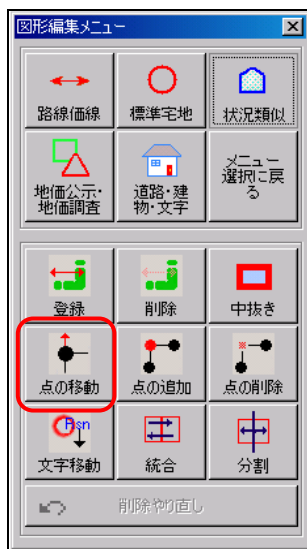 図形編集メニュー
路線価線
標準宅地
状況類似
地価公示・
地価調査
道路・建
物・文字
メニュー
選択に戻
る
登録
削除
中抜き
点の移動
点の追加
点の削除
文字移動
統合
分割
削除やり直し